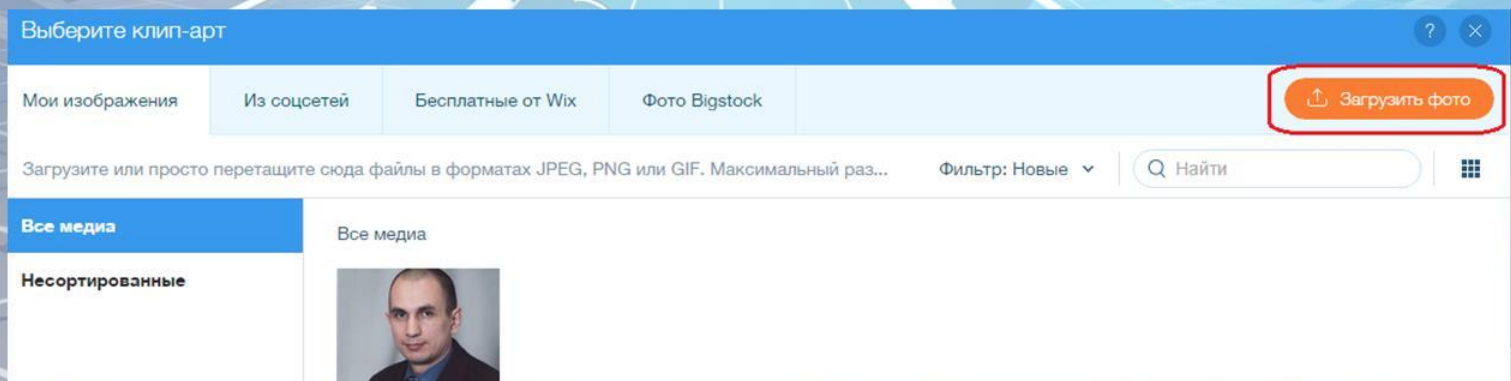 Выберите клип-арт
?
Мои изображения Из соцсетей Бесплатные от Wix Фото Bigstock Загрузить фото
Загрузите или просто перетащите сюда файлы в форматах JPEG, PNG или GIF. Максимальный раз... Фильтр: Новые Найти
Все медиа
Все медиа
Несортированные